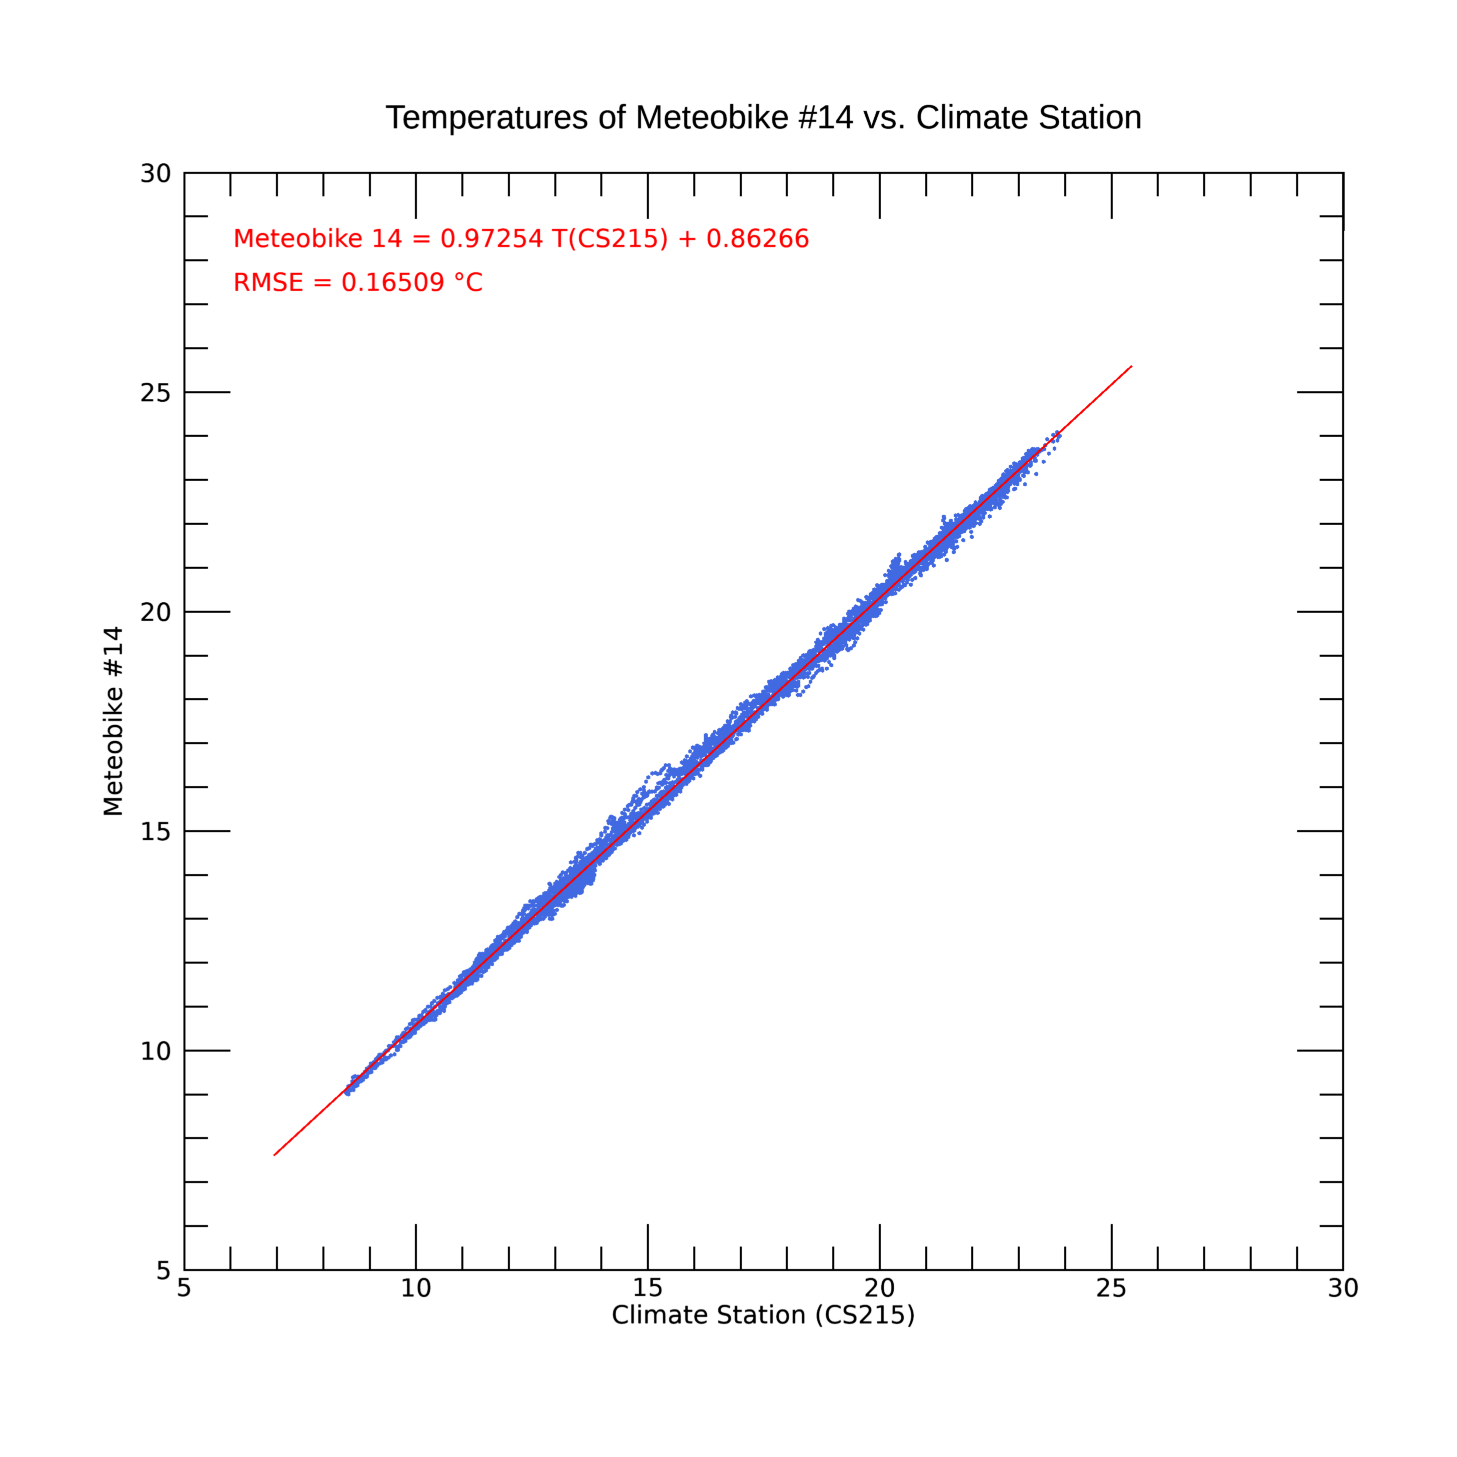 Temperatures of Meteobike #14 vs. Climate Station
30
Meteobike 14 = 0.97254 T(CS215) + 0.86266
RMSE = 0.16509 °C
25
20
Meteobike #14
15
10
5
5 10 15 20 25 30
Climate Station (CS215)